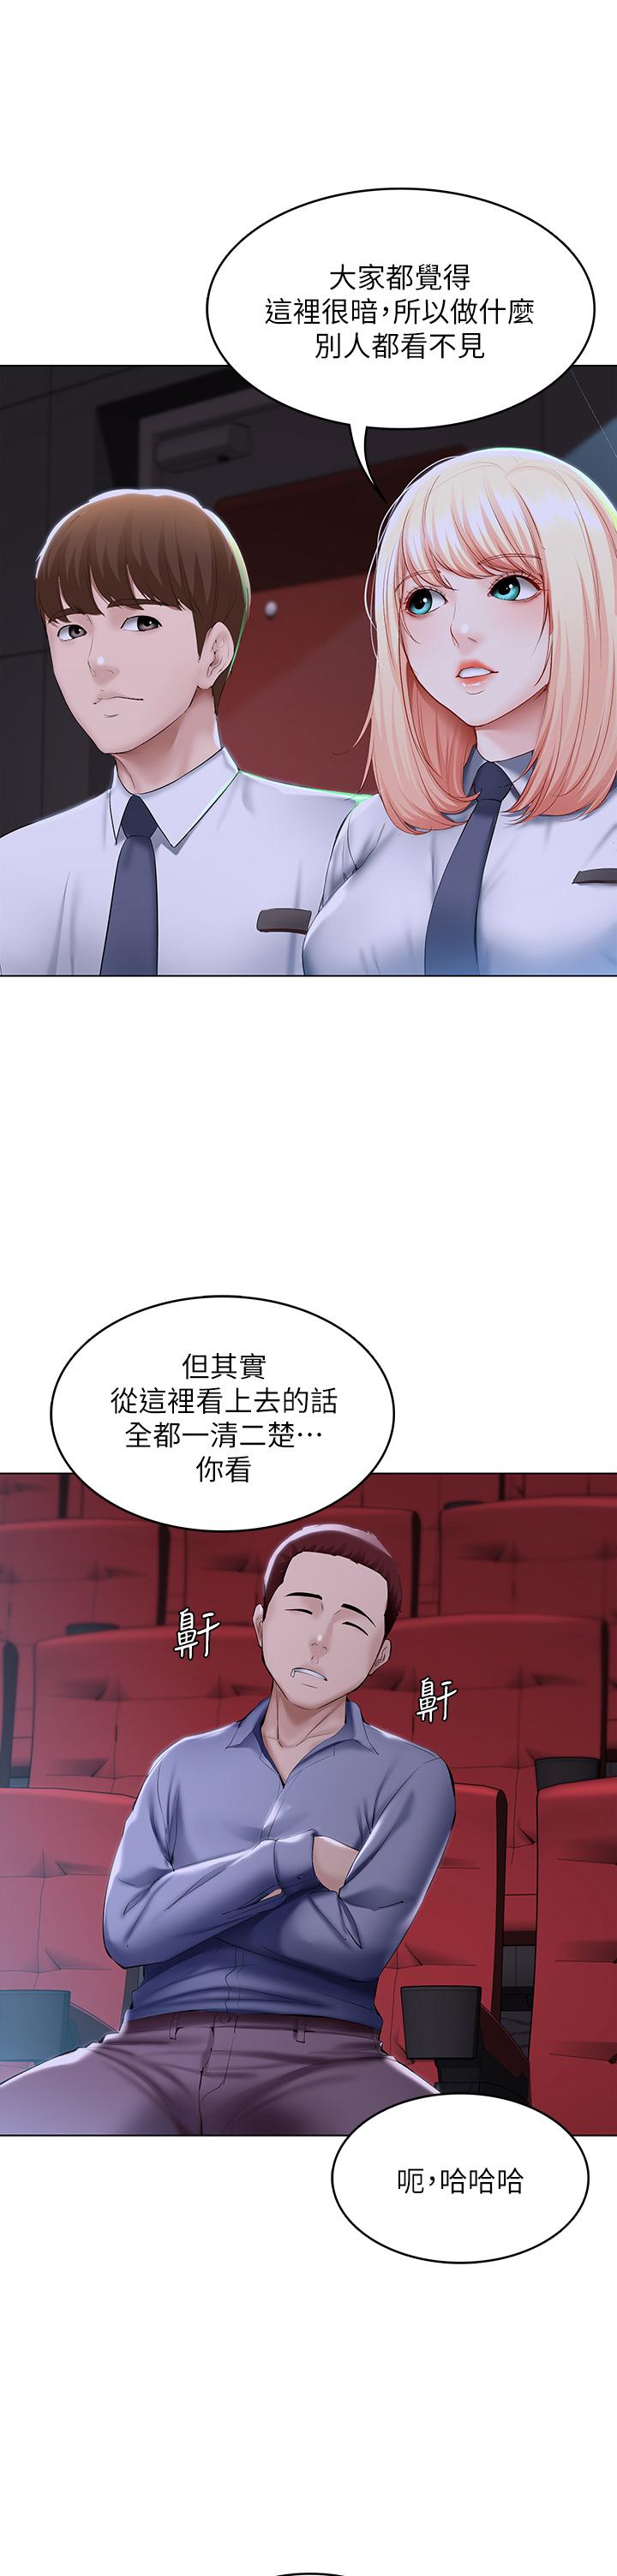 大家都覺得
這裡很暗，所以做什麼
別人都看不見
但其實
從這裡看上去的話
全都一清二楚⋯
你看
鼾
鼾
呃，哈哈哈